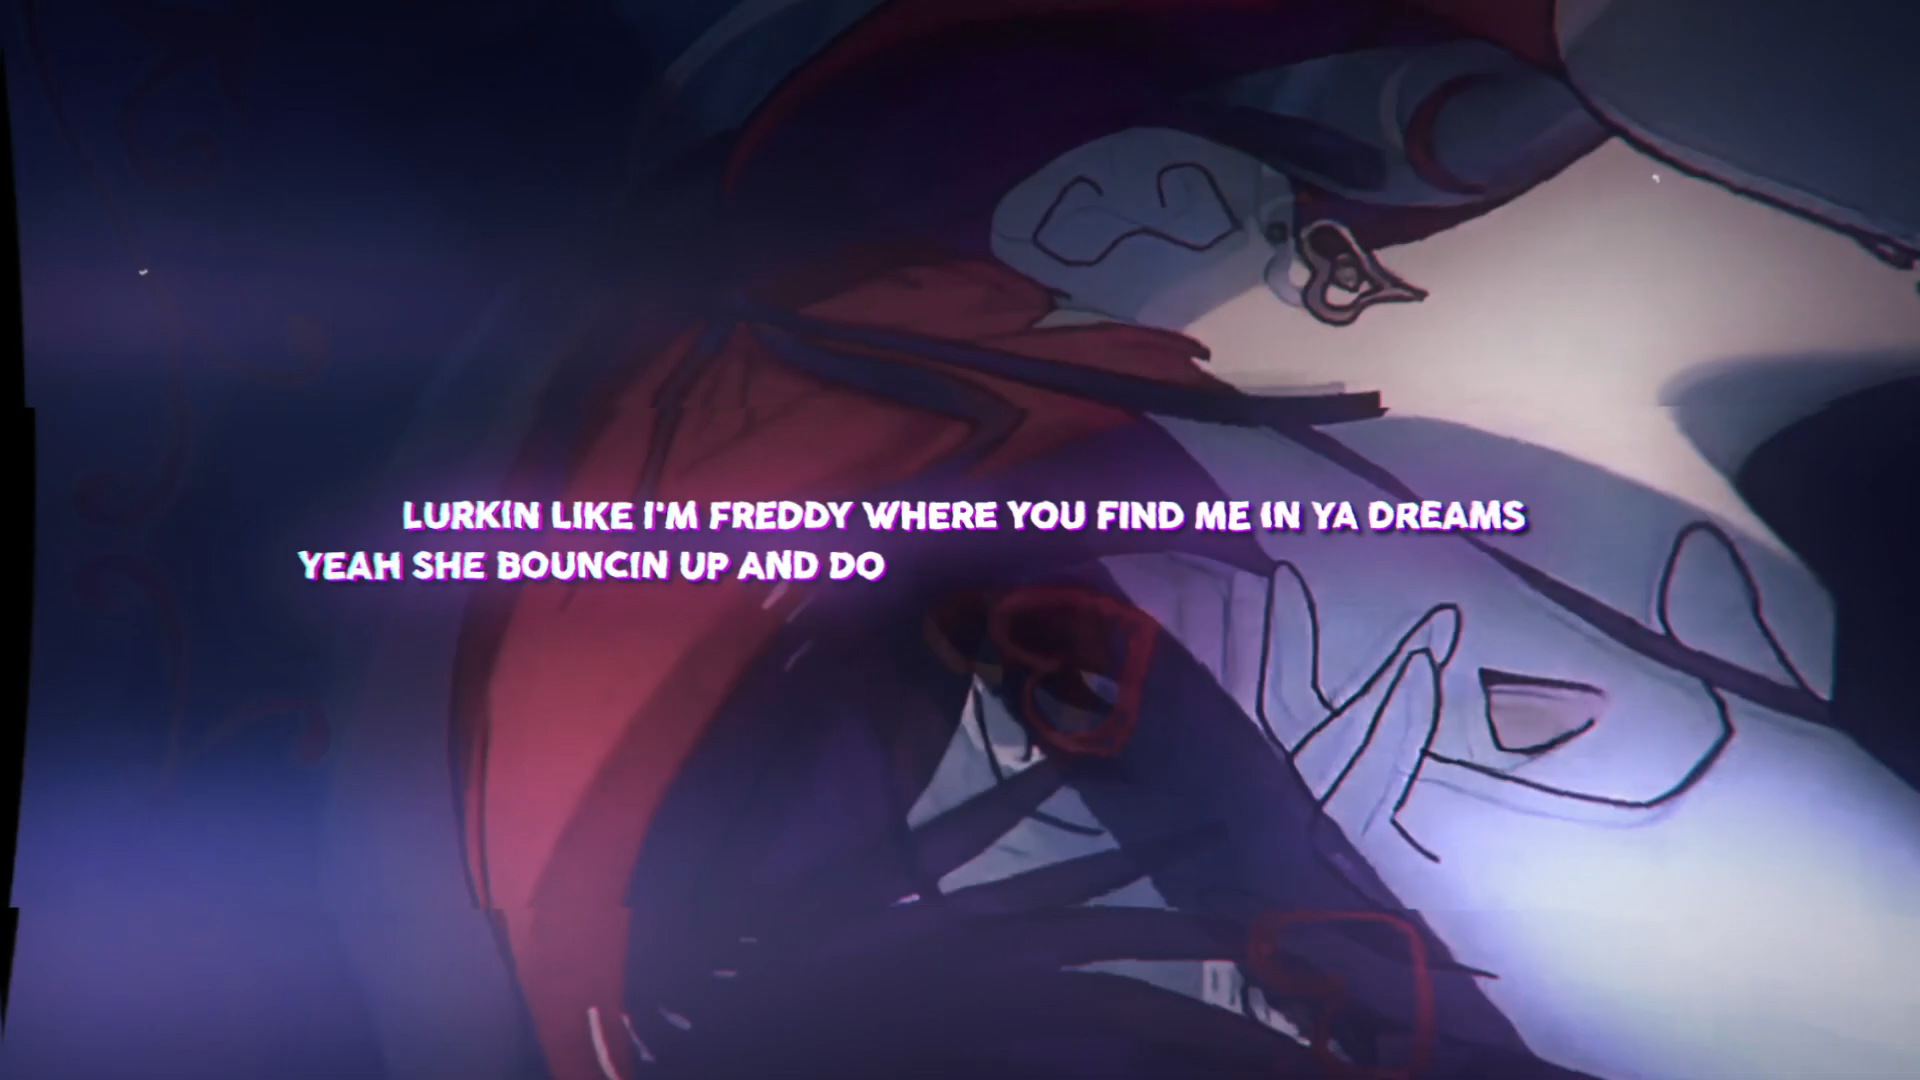 LURKIN LIKE I'M FREDDY WHERE YOU FIND ME IN YA DREAMS
YEAH SHE BOUNCIN UP AND DO